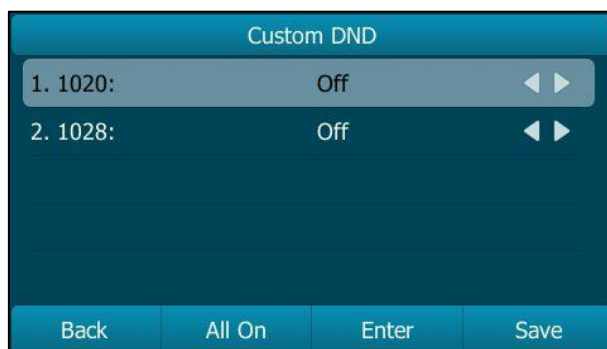 Custom DND
1. 1020: Off
2. 1028: Off
Back All On Enter Save